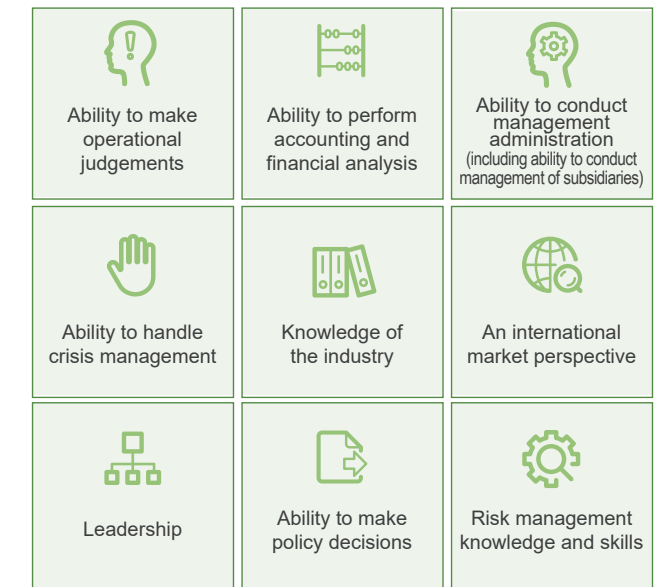 Ability to make
operational
judgements
Ability to perform
accounting and
financial analysis
Ability to conduct
management
administration
(including ability to conduct
management of subsidiaries)
Ability to handle
crisis management
Knowledge of
the industry
An international
market perspective
Leadership
Ability to make
policy decisions
Risk management
knowledge and skills